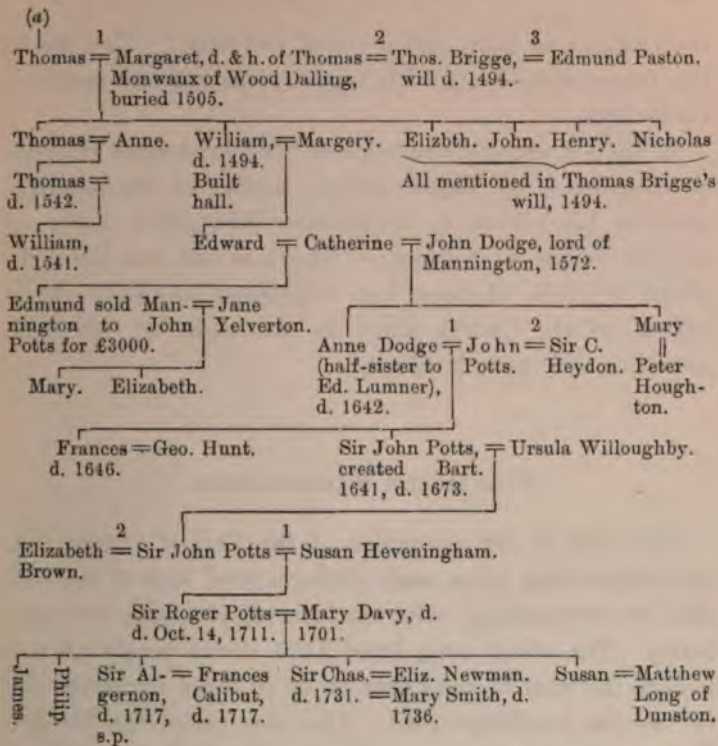 (a)
1 2 3
Thomas = Margaret, d. & h. of Thomas = Thos. Brigge, = Edmund Paston.
Monwaux of Wood Dalling, will d. 1494.
buried 1505.
Thomas = Anne. William, = Margery. Elizbth. John. Henry. Nicholas
d. 1494.
Thomas = Built All mentioned in Thomas Brigge's
d. 1542. hall. will, 1494.
William, Edward = Catherine = John Dodge, lord of
d. 1541. Mannington, 1572.
Edmund sold Man- = Jane
nington to John Yelverton. 1 2 Mary
Potts for £3000. Anne Dodge = John = Sir C. ||
(half-sister to Potts. Heydon. Peter
Mary. Elizabeth. Ed. Lumner), Hough-
d. 1642. ton.
Frances = Geo. Hunt. Sir John Potts, = Ursula Willoughby.
d. 1646. created Bart.
1641, d. 1673.
2 1
Elizabeth = Sir John Potts = Susan Heveningham.
Brown.
Sir Roger Potts = Mary Davy, d.
d. Oct. 14, 1711. 1701.
James. Philip. Sir Al- = Frances Sir Chas. = Eliz. Newman. Susan = Matthew
gernon, Calibut, d. 1731. = Mary Smith, d. Long of
d. 1717, d. 1717. 1736. Dunston.
s.p.